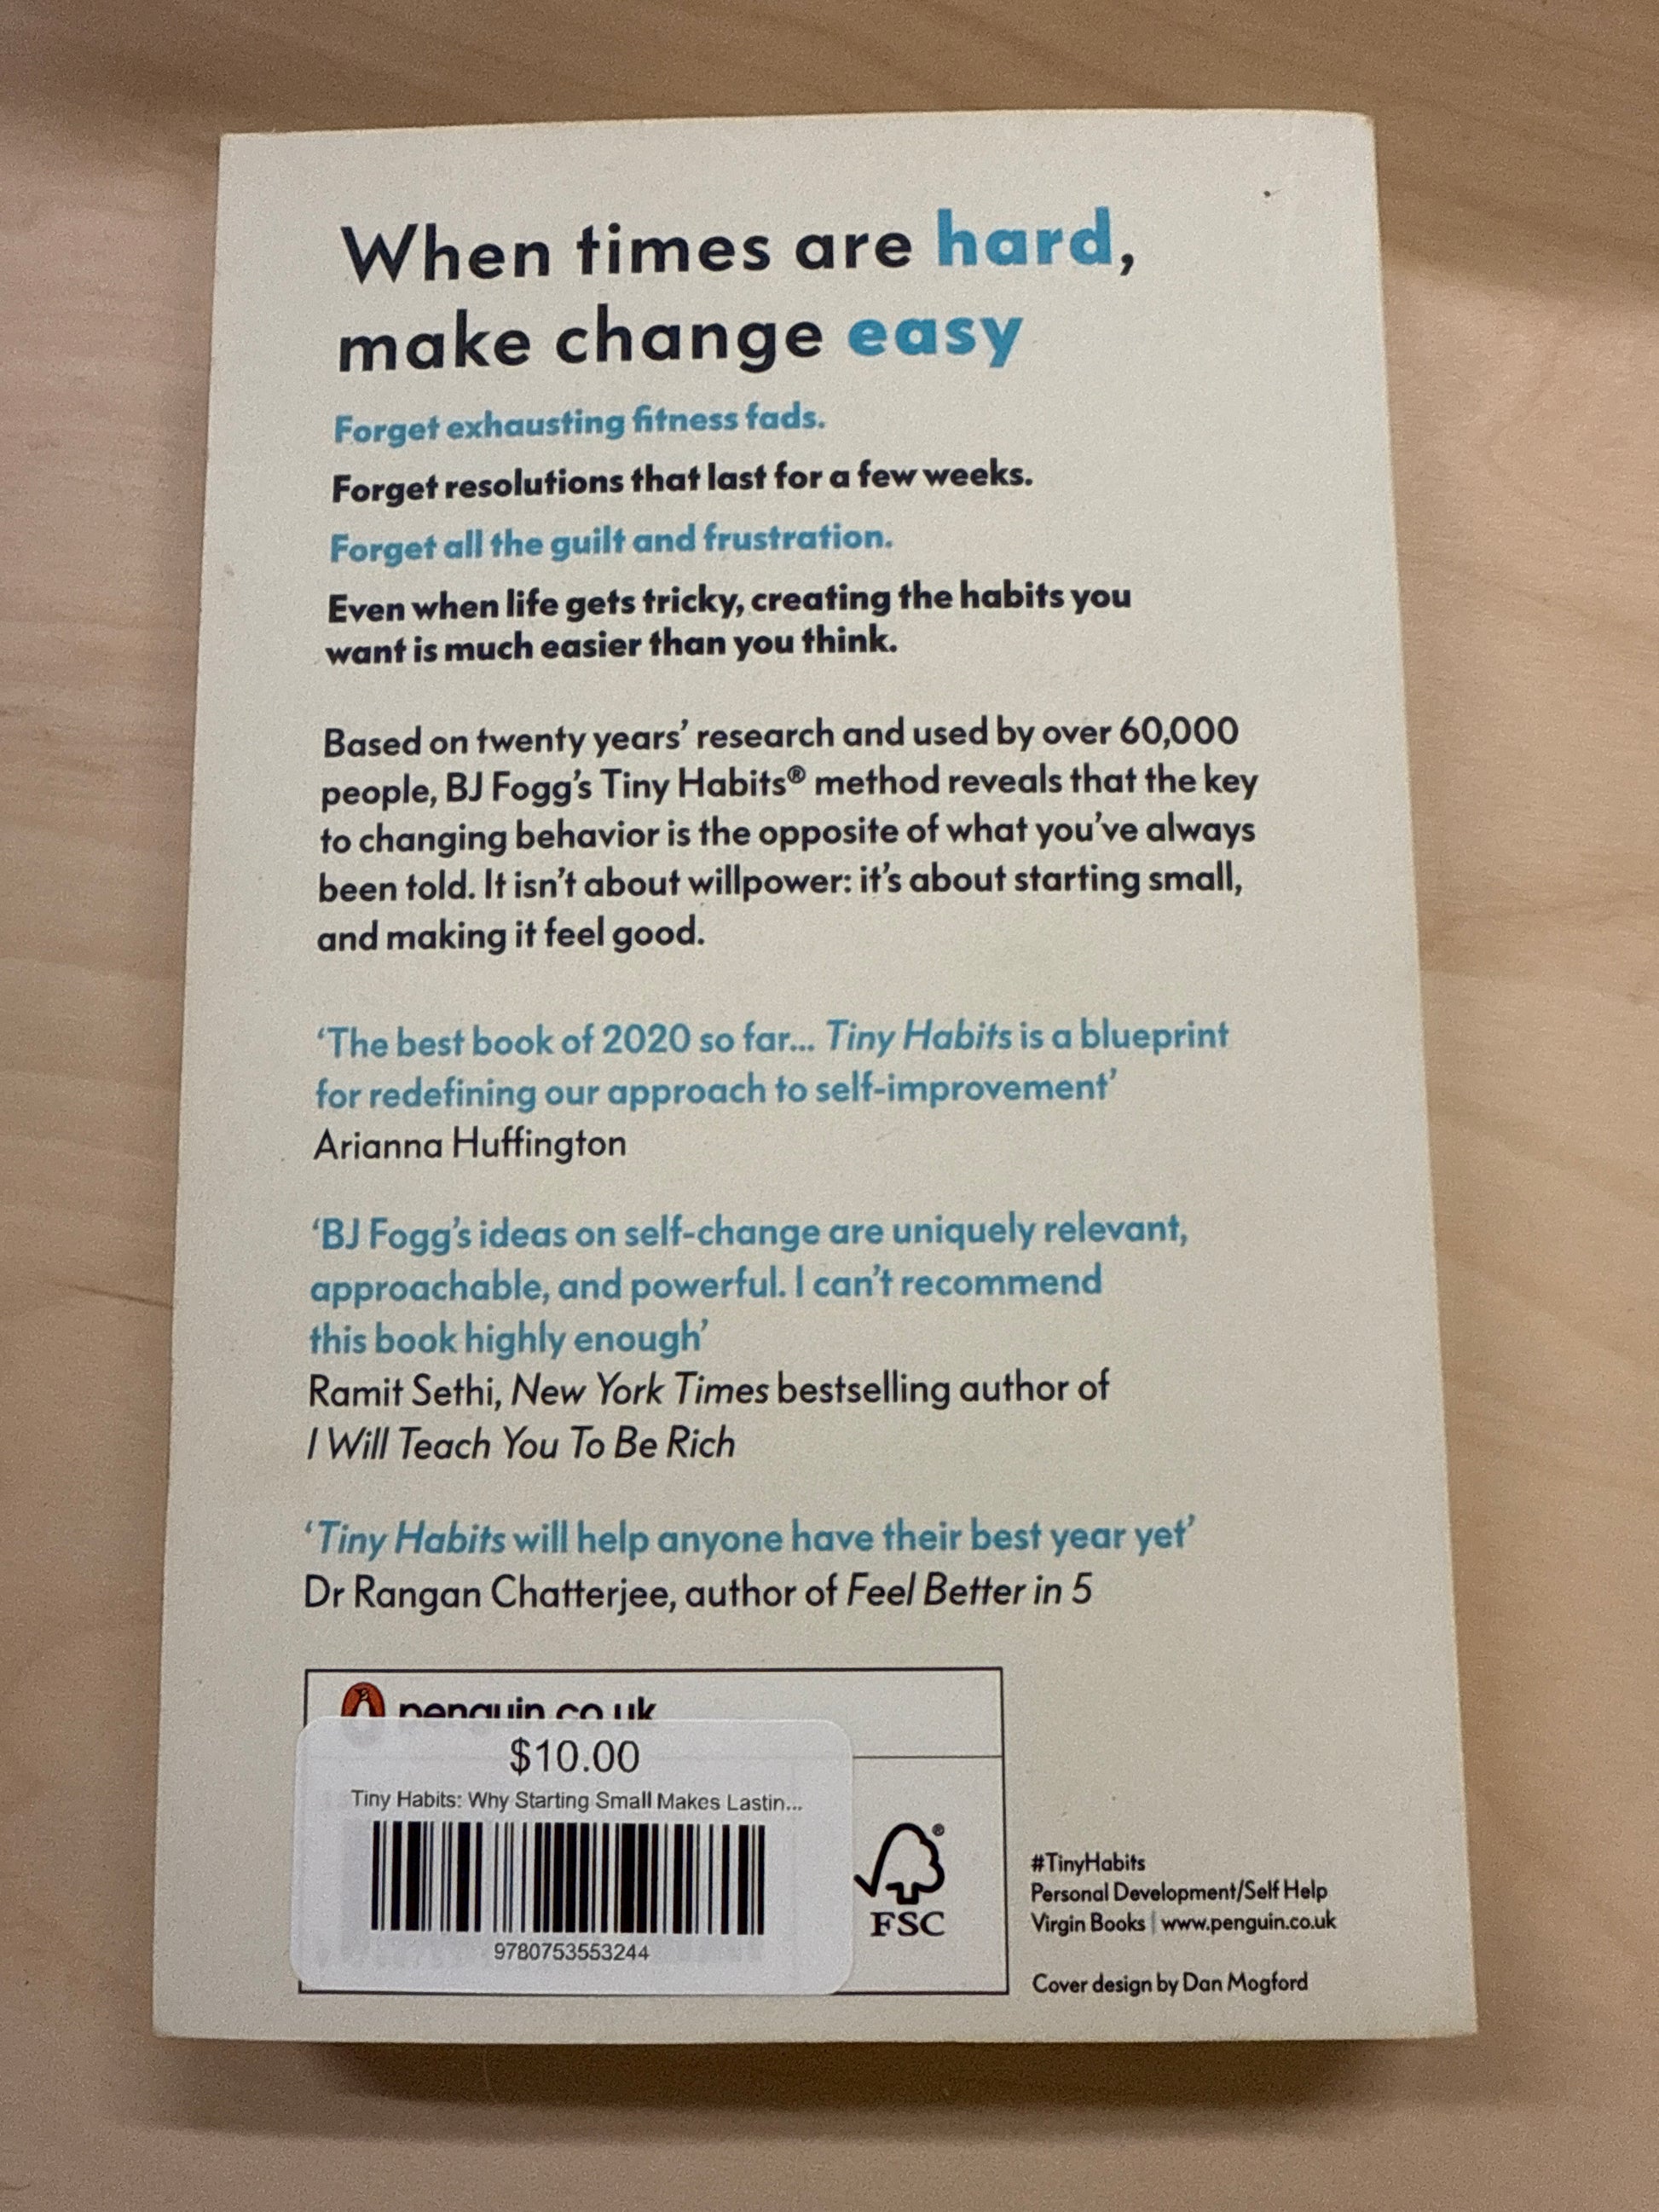 When times are hard,
make change easy
Forget exhausting fitness fads.
Forget resolutions that last for a few weeks.
Forget all the guilt and frustration.
Even when life gets tricky, creating the habits you
want is much easier than you think.
Based on twenty years’ research and used by over 60,000
people, BJ Fogg’s Tiny Habits® method reveals that the key
to changing behavior is the opposite of what you’ve always
been told. It isn’t about willpower: it’s about starting small,
and making it feel good.
‘The best book of 2020 so far... Tiny Habits is a blueprint
for redefining our approach to self-improvement’
Arianna Huffington
‘BJ Fogg’s ideas on self-change are uniquely relevant,
approachable, and powerful. I can’t recommend
this book highly enough’
Ramit Sethi, New York Times bestselling author of
I Will Teach You To Be Rich
‘Tiny Habits will help anyone have their best year yet’
Dr Rangan Chatterjee, author of Feel Better in 5
penguin.co.uk
$10.00
Tiny Habits: Why Starting Small Makes Lastin...
9780753553244
®
FSC
#TinyHabits
Personal Development/Self Help
Virgin Books | www.penguin.co.uk
Cover design by Dan Mogford